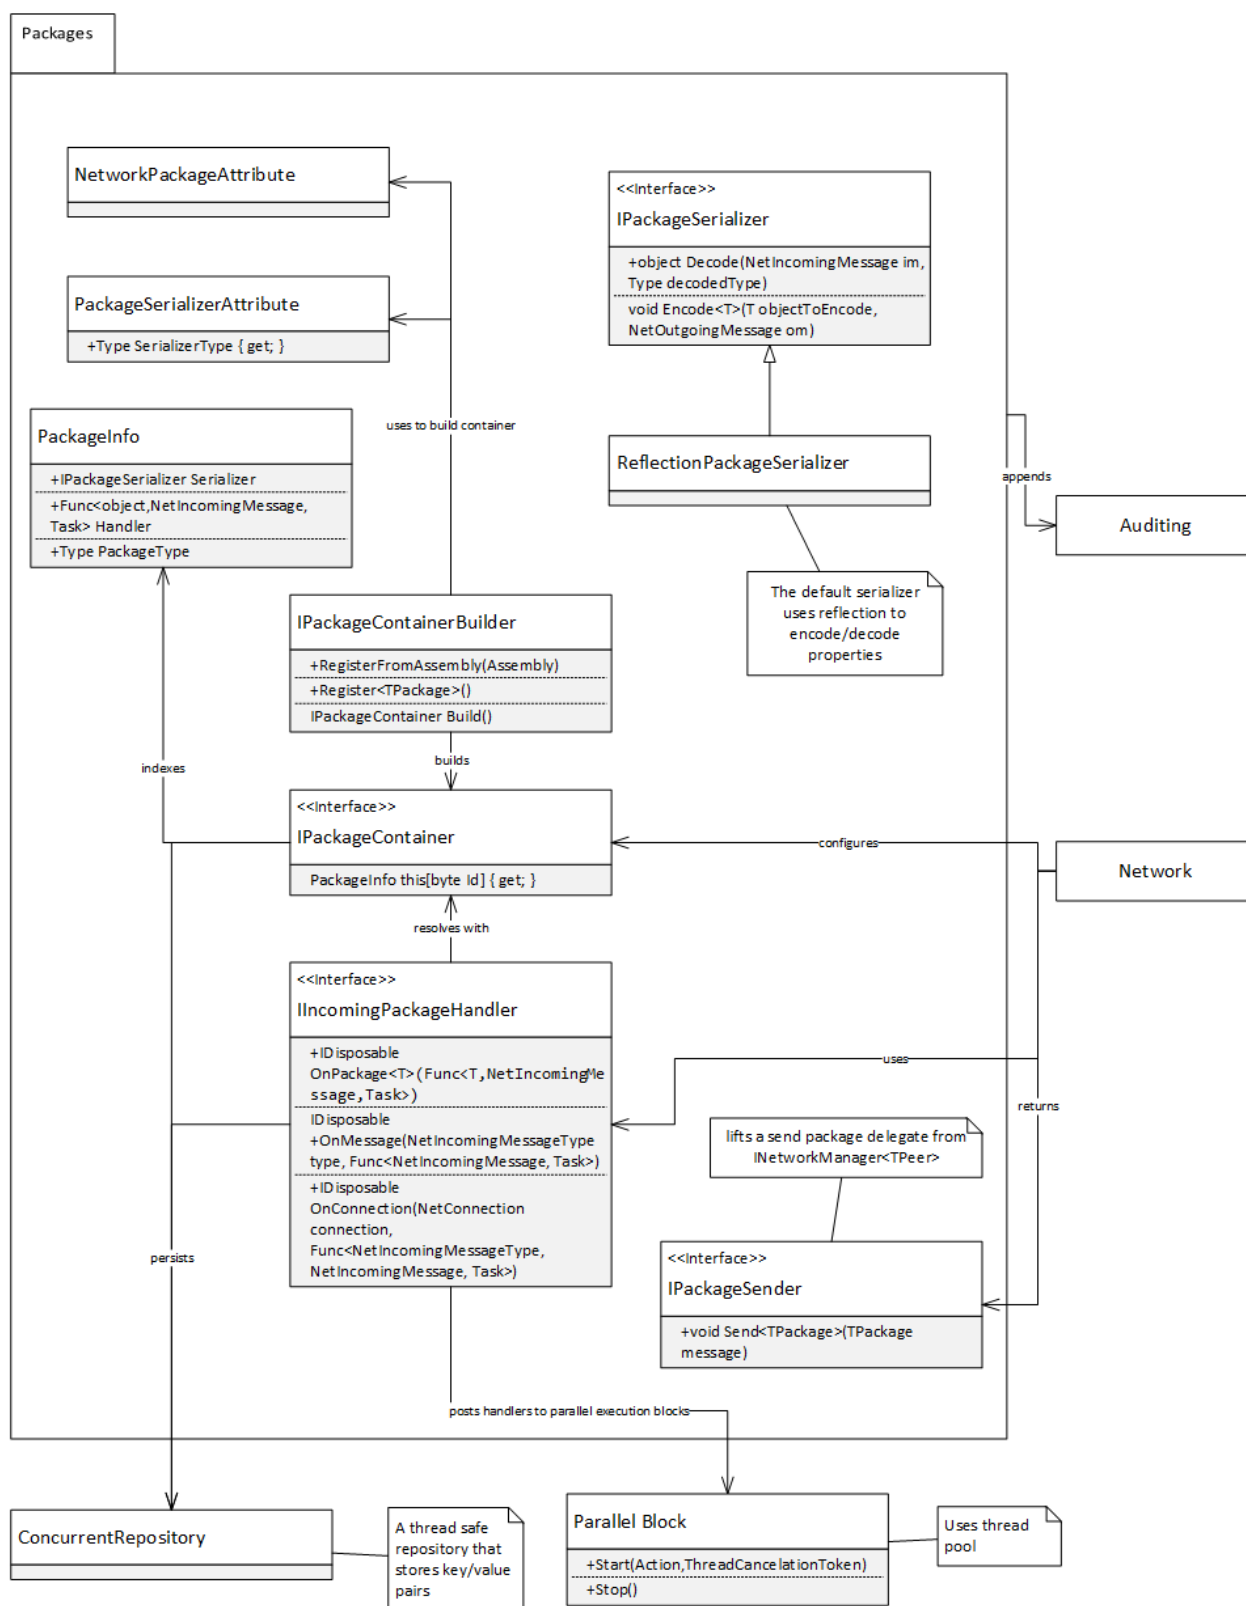 Packages
NetworkPackageAttribute
<<Interface>>
IPackageSerializer
+object Decode(NetIncomingMessage im,
Type decodedType)
void Encode<T>(T objectToEncode,
NetOutgoingMessage om)
PackageSerializerAttribute
+Type SerializerType { get; }
uses to build container
PackageInfo
+IPackageSerializer Serializer
+Func<object,NetIncomingMessage,
Task> Handler
+Type PackageType
ReflectionPackageSerializer
appends
Auditing
The default serializer
uses reflection to
encode/decode
properties
IPackageContainerBuilder
+RegisterFromAssembly(Assembly)
+Register<TPackage>()
IPackageContainer Build()
indexes
builds
<<Interface>>
IPackageContainer
PackageInfo this[byte Id] { get; }
configures
Network
resolves with
<<Interface>>
IIncomingPackageHandler
+IDisposable
OnPackage<T>(Func<T,NetIncomingMe
ssage,Task>)
IDisposable
+OnMessage(NetIncomingMessageType
type, Func<NetIncomingMessage, Task>)
+IDisposable
OnConnection(NetConnection
connection,
Func<NetIncomingMessageType,
NetIncomingMessage, Task>)
uses
returns
lifts a send package delegate from
INetworkManager<TPeer>
persists
<<Interface>>
IPackageSender
+void Send<TPackage>(TPackage
message)
posts handlers to parallel execution blocks
ConcurrentRepository
A thread safe
repository that
stores key/value
pairs
Parallel Block
+Start(Action,ThreadCancelationToken)
+Stop()
Uses thread
pool